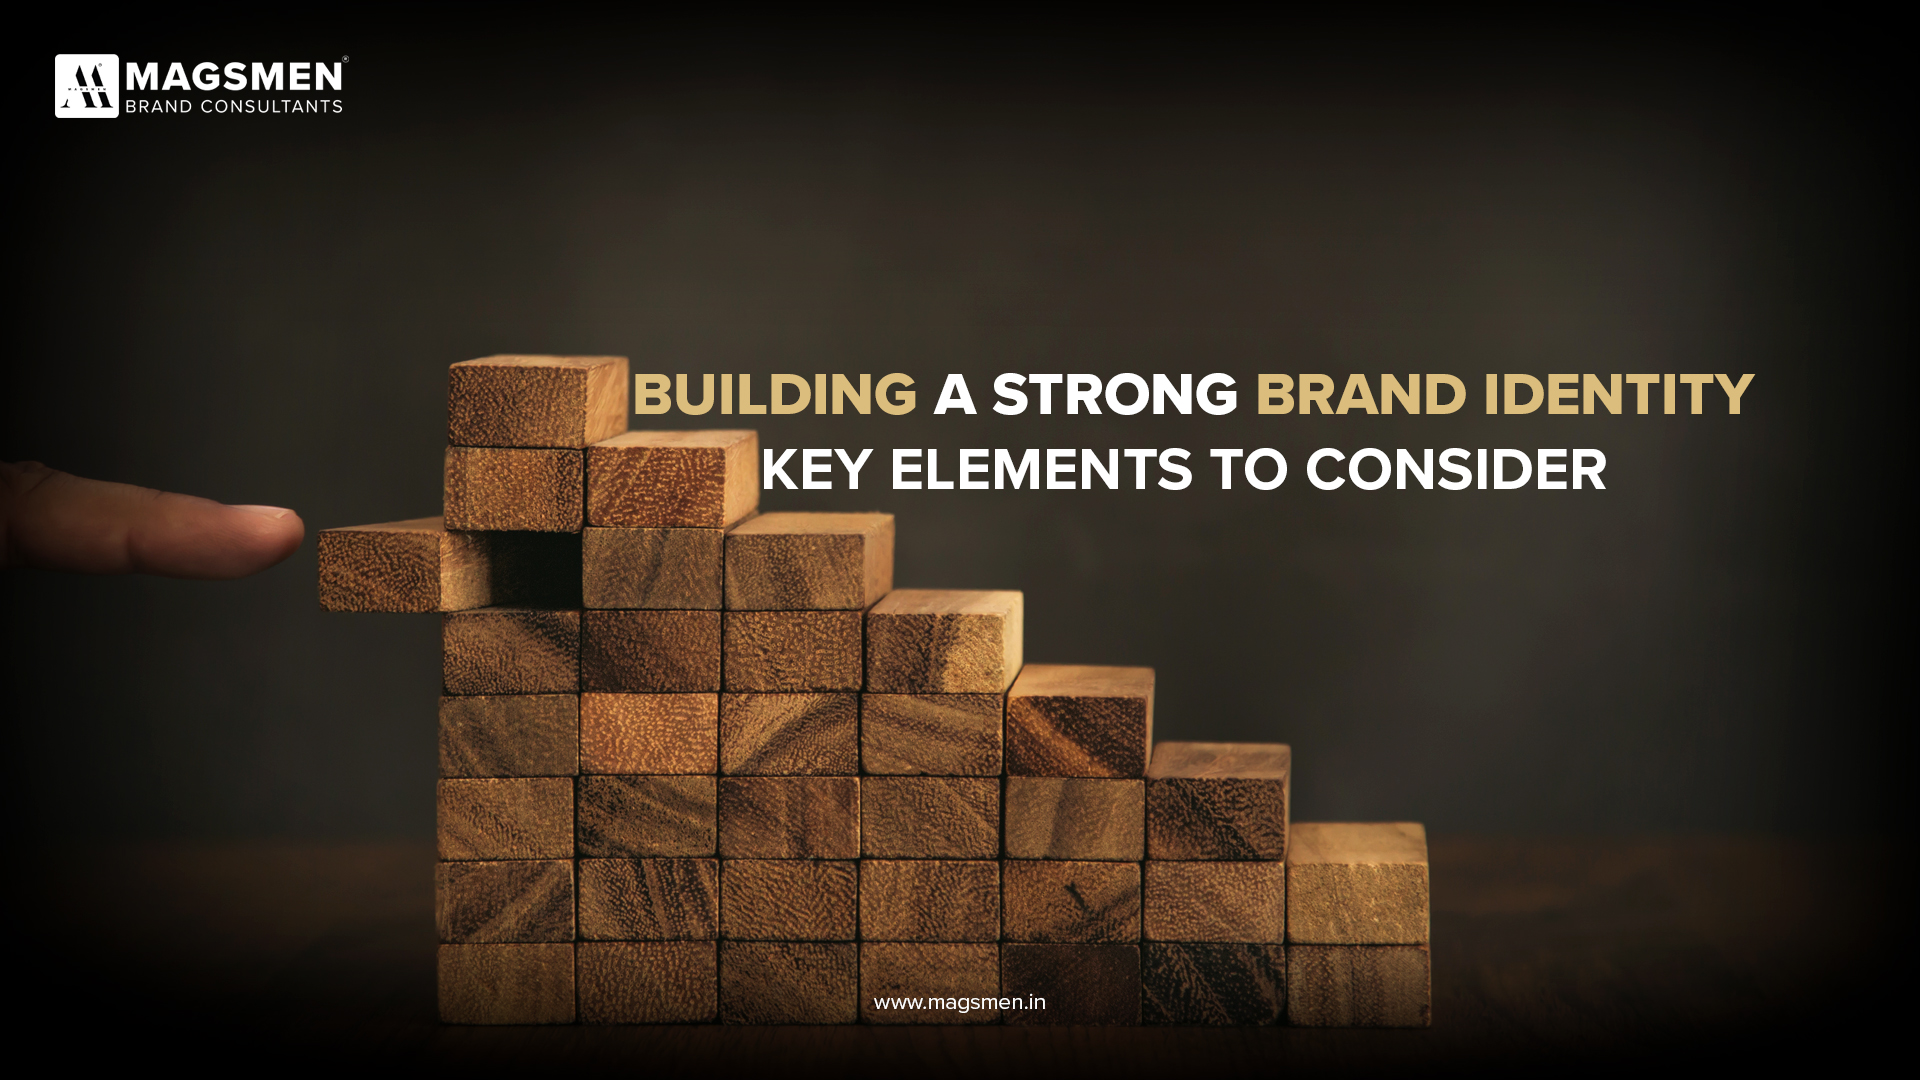 MAGSMEN®
BRAND CONSULTANTS
BUILDING A STRONG BRAND IDENTITY
KEY ELEMENTS TO CONSIDER
www.magsmen.in